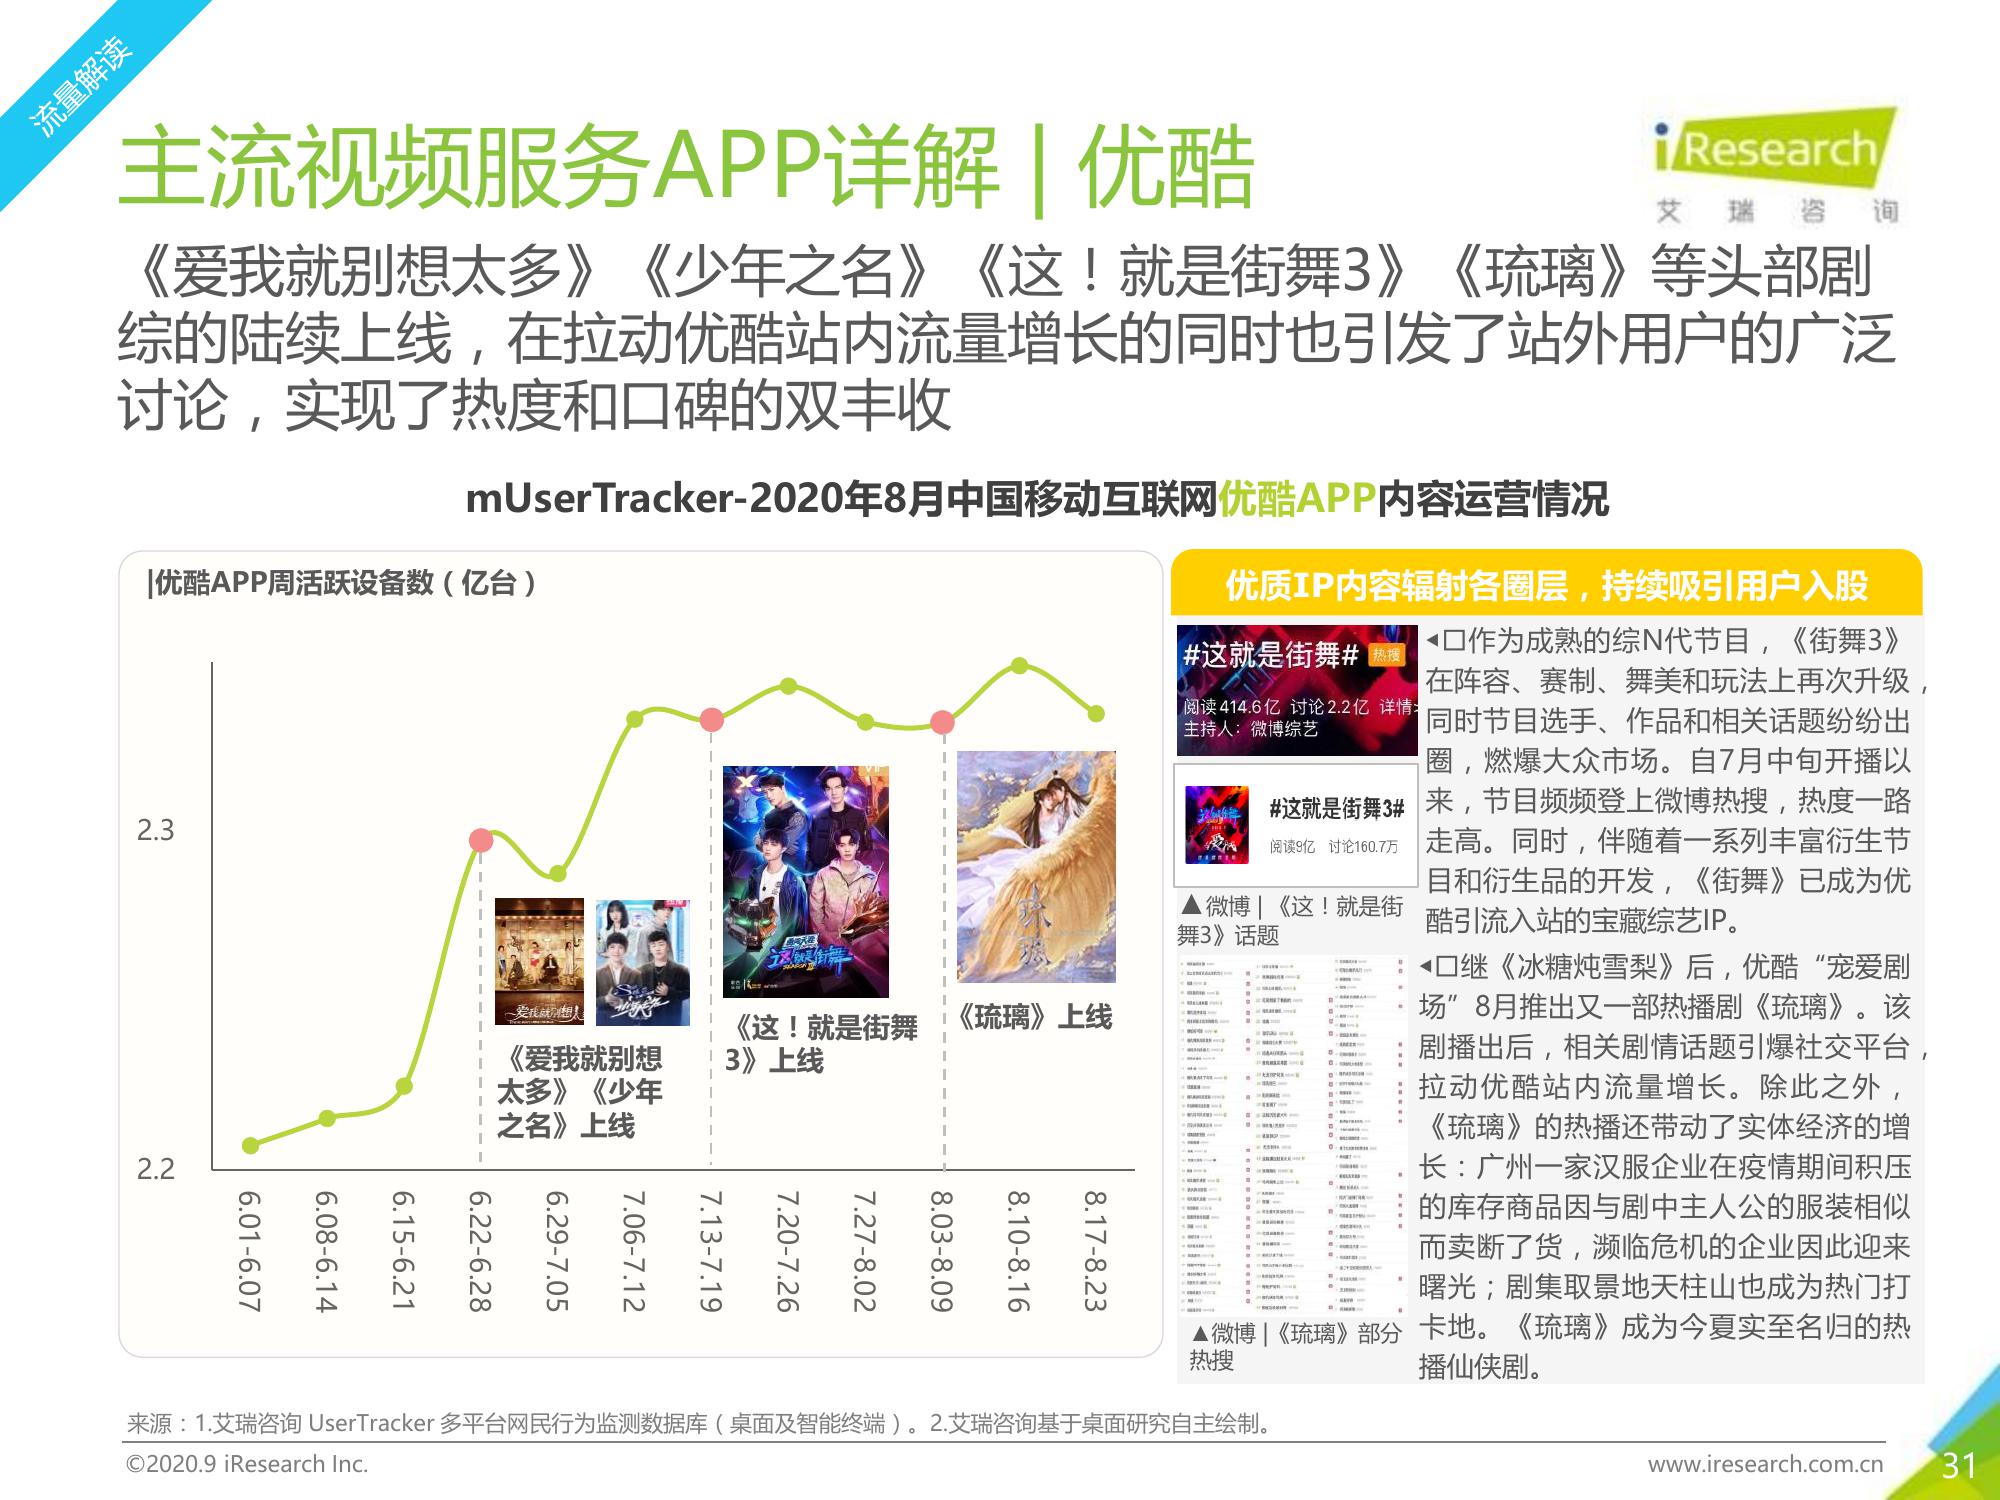 流量解读
主流视频服务APP详解 | 优酷
iResearch
艾 瑞 咨 询
《爱我就别想太多》《少年之名》《这！就是街舞3》《琉璃》等头部剧
综的陆续上线，在拉动优酷站内流量增长的同时也引发了站外用户的广泛
讨论，实现了热度和口碑的双丰收
mUserTracker-2020年8月中国移动互联网优酷APP内容运营情况
|优酷APP周活跃设备数（亿台）
2.3
2.2
《爱我就别想
太多》《少年
之名》上线
《这！就是街舞
3》上线
《琉璃》上线
6.01-6.07
6.08-6.14
6.15-6.21
6.22-6.28
6.29-7.05
7.06-7.12
7.13-7.19
7.20-7.26
7.27-8.02
8.03-8.09
8.10-8.16
8.17-8.23
优质IP内容辐射各圈层，持续吸引用户入股
#这就是街舞# 热搜
阅读414.6亿 讨论2.2亿 详情>
主持人：微博综艺
#这就是街舞3#
阅读9亿 讨论160.7万
▲微博 | 《这！就是街
舞3》话题
▲微博 |《琉璃》部分
热搜
◂□作为成熟的综N代节目，《街舞3》
在阵容、赛制、舞美和玩法上再次升级，
同时节目选手、作品和相关话题纷纷出
圈，燃爆大众市场。自7月中旬开播以
来，节目频频登上微博热搜，热度一路
走高。同时，伴随着一系列丰富衍生节
目和衍生品的开发，《街舞》已成为优
酷引流入站的宝藏综艺IP。
◂□继《冰糖炖雪梨》后，优酷“宠爱剧
场”8月推出又一部热播剧《琉璃》。该
剧播出后，相关剧情话题引爆社交平台，
拉动优酷站内流量增长。除此之外，
《琉璃》的热播还带动了实体经济的增
长：广州一家汉服企业在疫情期间积压
的库存商品因与剧中主人公的服装相似
而卖断了货，濒临危机的企业因此迎来
曙光；剧集取景地天柱山也成为热门打
卡地。《琉璃》成为今夏实至名归的热
播仙侠剧。
来源：1.艾瑞咨询 UserTracker 多平台网民行为监测数据库（桌面及智能终端）。2.艾瑞咨询基于桌面研究自主绘制。
©2020.9 iResearch Inc.
www.iresearch.com.cn
31